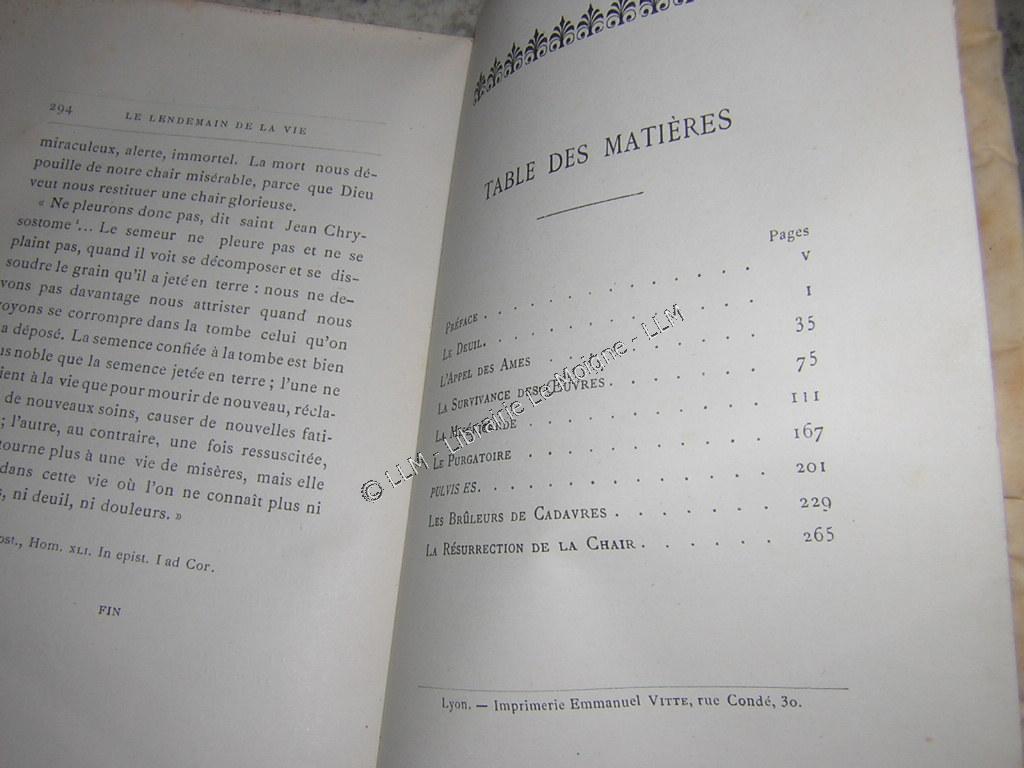 294
LE LENDEMAIN DE LA VIE
miraculeux, alerte, immortel. La mort nous dé-
pouille de notre chair misérable, parce que Dieu
veut nous restituer une chair glorieuse.
« Ne pleurons donc pas, dit saint Jean Chry-
sostome ¹... Le semeur ne pleure pas et ne se
plaint pas, quand il voit se décomposer et se dis-
soudre le grain qu'il a jeté en terre : nous ne de-
vons pas davantage nous attrister quand nous
oyons se corrompre dans la tombe celui qu'on
a déposé. La semence confiée à la tombe est bien
us noble que la semence jetée en terre ; l'une ne
ient à la vie que pour mourir de nouveau, récla-
de nouveaux soins, causer de nouvelles fati-
; l'autre, au contraire, une fois ressuscitée,
tourne plus à une vie de misères, mais elle
dans cette vie où l'on ne connaît plus ni
, ni deuil, ni douleurs. »
ost., Hom. XLI. In epist. I ad Cor.
FIN
TABLE DES MATIÈRES
Pages
PRÉFACE . . . . . . . . . . . . . V
LE DEUIL. . . . . . . . . . . . . 1
L'APPEL DES AMES . . . . . . . . . . 35
LA SURVIVANCE DES ŒUVRES. . . . . . . 75
LA . . . . . . . . . . 111
LE PURGATOIRE . . . . . . . . . . . 167
PULVIS ES. . . . . . . . . . . . . 201
LES BRÛLEURS DE CADAVRES . . . . . . . 229
LA RÉSURRECTION DE LA CHAIR . . . . . . 265
Lyon. — Imprimerie Emmanuel VITTE, rue Condé, 30.
© LLM - Librairie Le Moigne - LLM